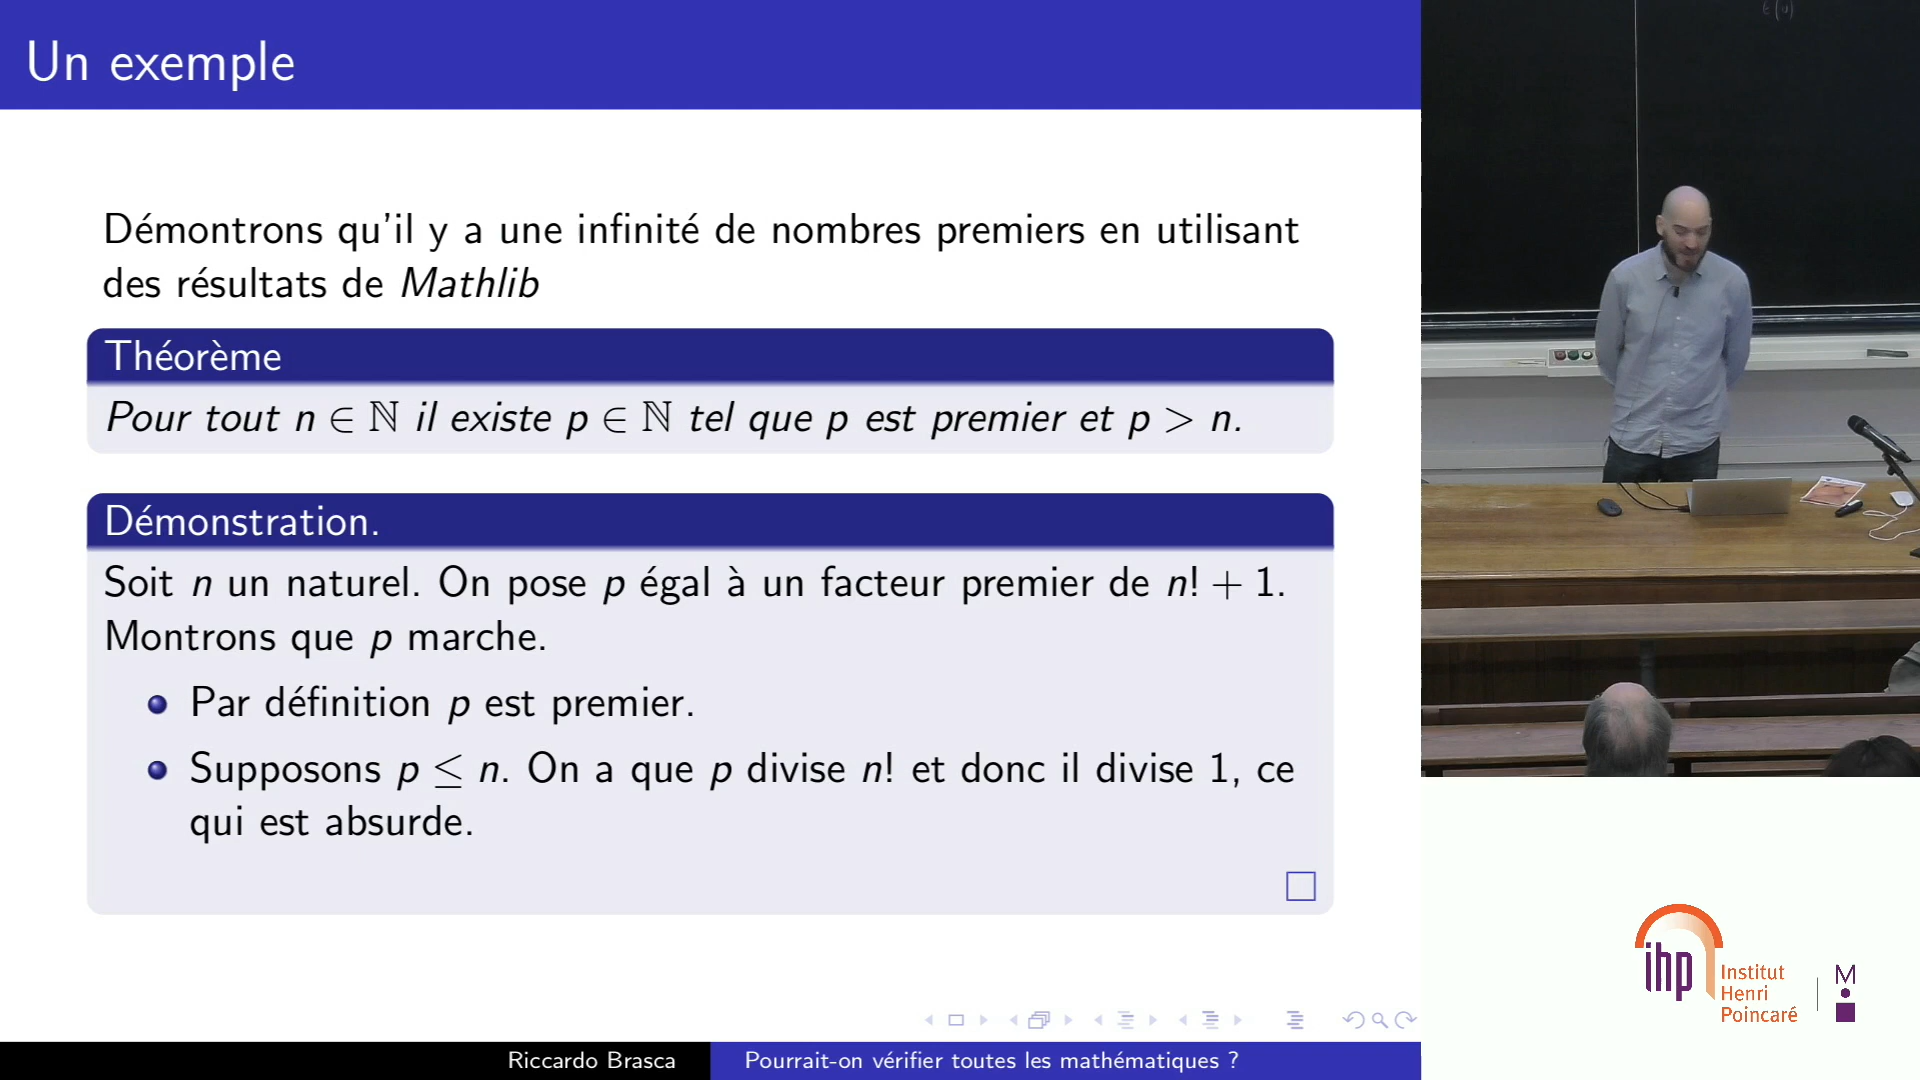 Un exemple
Démontrons qu'il y a une infinité de nombres premiers en utilisant
des résultats de Mathlib
Théorème
Pour tout n ∈ ℕ il existe p ∈ ℕ tel que p est premier et p > n.
Démonstration.
Soit n un naturel. On pose p égal à un facteur premier de n! + 1.
Montrons que p marche.
Par définition p est premier.
Supposons p ≤ n. On a que p divise n! et donc il divise 1, ce
qui est absurde.
Riccardo Brasca
Pourrait-on vérifier toutes les mathématiques ?
ihp
Institut
Henri
Poincaré
M